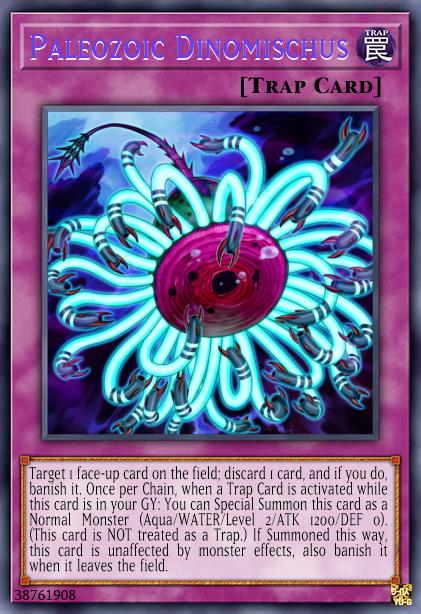 PALEOZOIC DINOMISCHUS
TRAP
罠
[TRAP CARD]
Target 1 face-up card on the field; discard 1 card, and if you do,
banish it. Once per Chain, when a Trap Card is activated while
this card is in your GY: You can Special Summon this card as a
Normal Monster (Aqua/WATER/Level 2/ATK 1200/DEF 0).
(This card is NOT treated as a Trap.) If Summoned this way,
this card is unaffected by monster effects, also banish it
when it leaves the field.
38761908